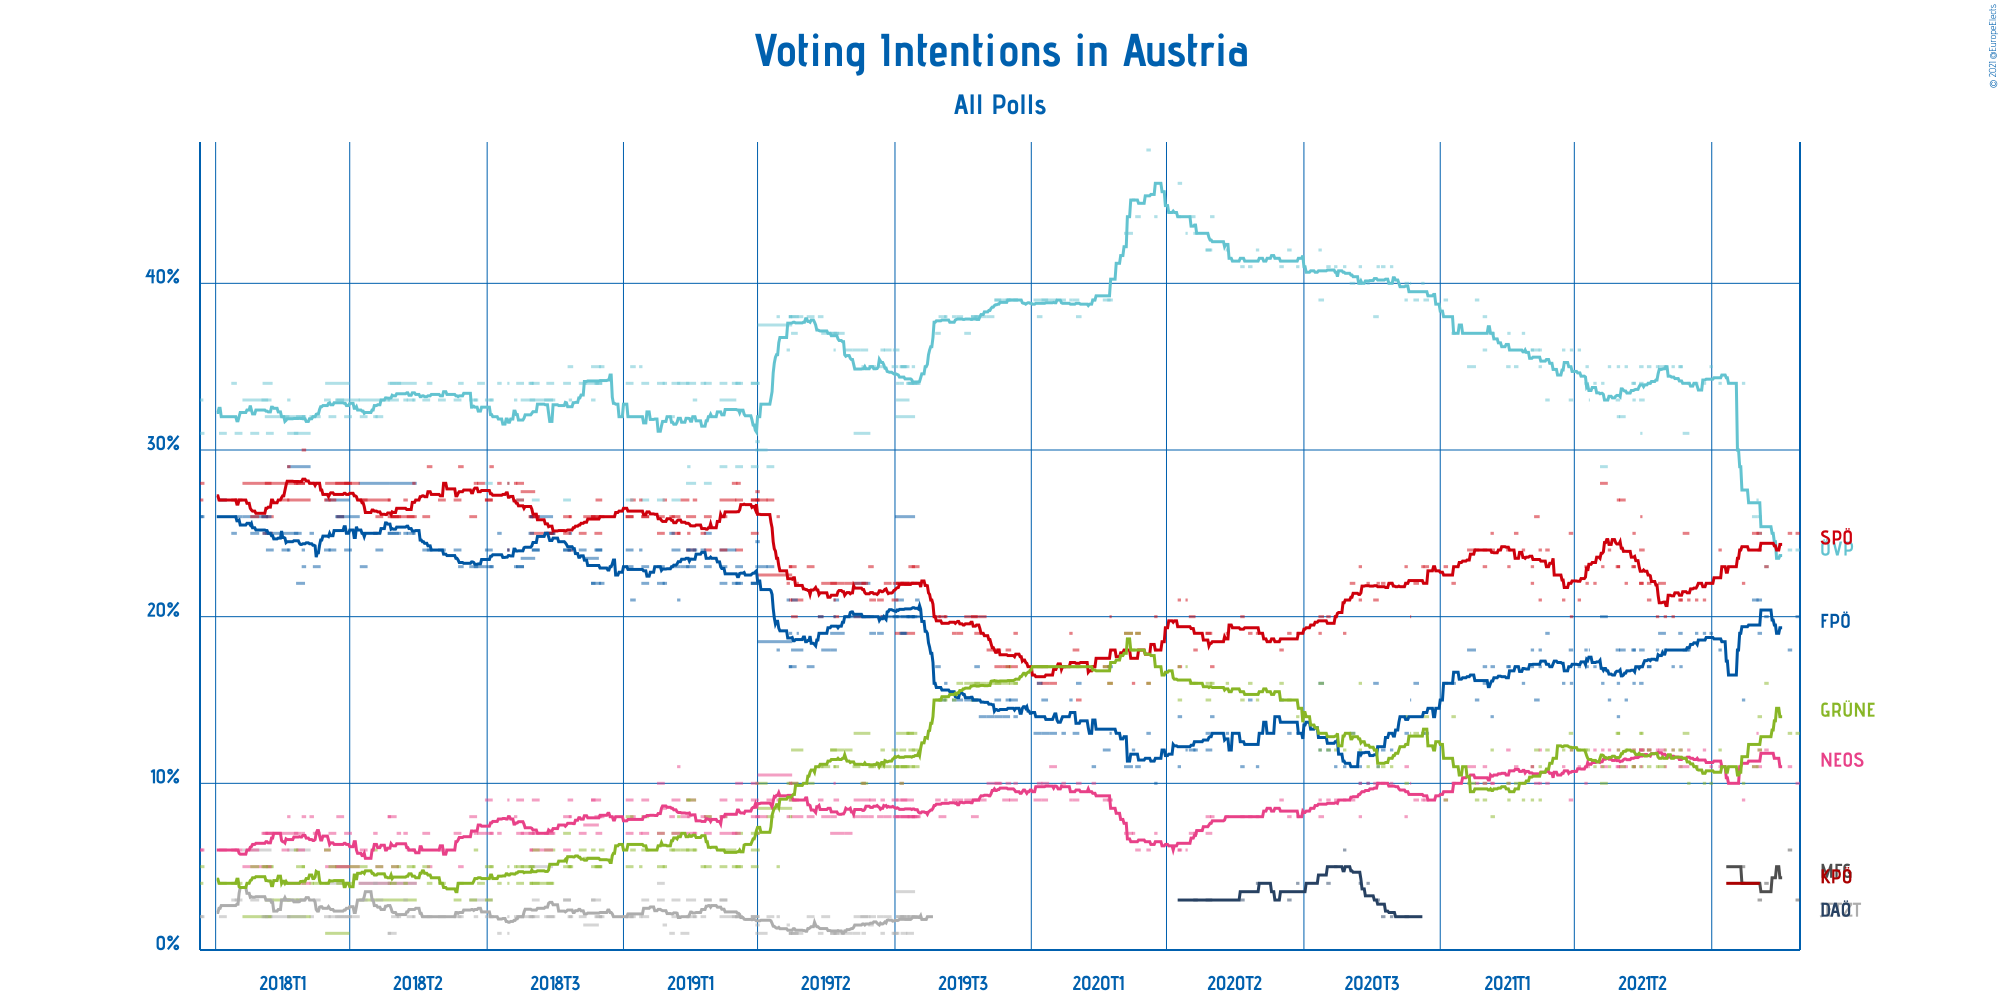 © 2021 @EuropeElects
Voting Intentions in Austria
All Polls
40%
30%
20%
10%
0%
SPÖ
ÖVP
FPÖ
GRÜNE
NEOS
MFG
KPÖ
DAÖ
2018T1
2018T2
2018T3
2019T1
2019T2
2019T3
2020T1
2020T2
2020T3
2021T1
2021T2